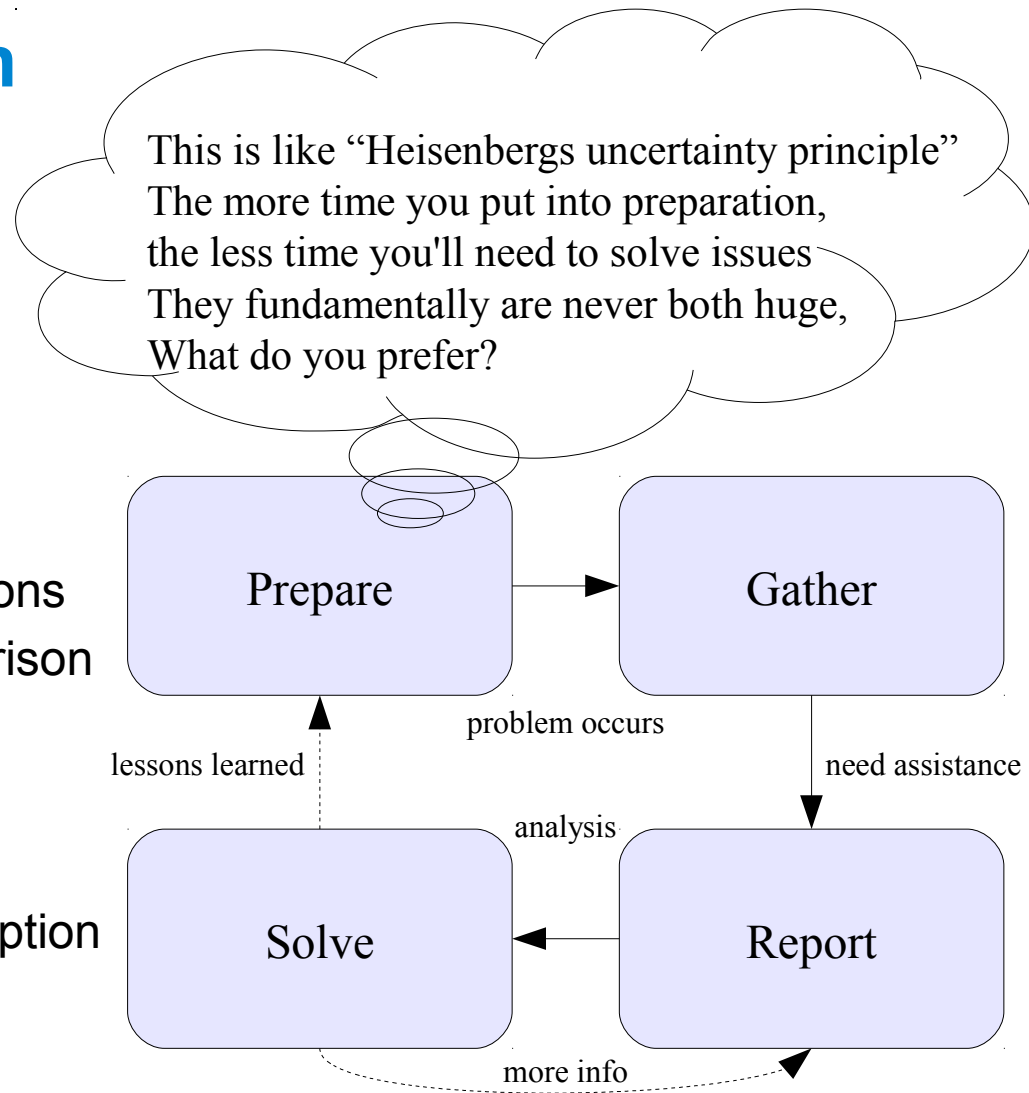 n
This is like “Heisenbergs uncertainty principle”
The more time you put into preparation,
the less time you'll need to solve issues
They fundamentally are never both huge,
What do you prefer?
ons
rison
Prepare
Gather
problem occurs
lessons learned
need assistance
analysis
ption
Solve
Report
more info